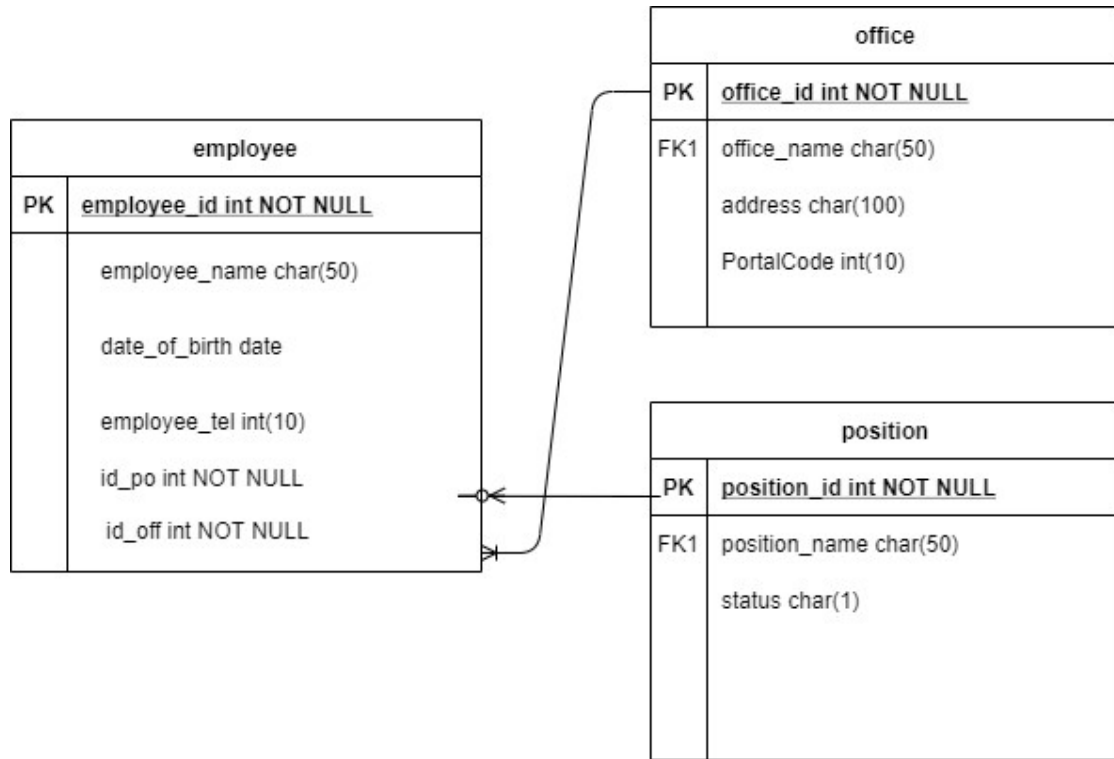 employee
PK employee_id int NOT NULL
employee_name char(50)
date_of_birth date
employee_tel int(10)
id_po int NOT NULL
id_off int NOT NULL
office
PK office_id int NOT NULL
FK1 office_name char(50)
address char(100)
PortalCode int(10)
position
PK position_id int NOT NULL
FK1 position_name char(50)
status char(1)